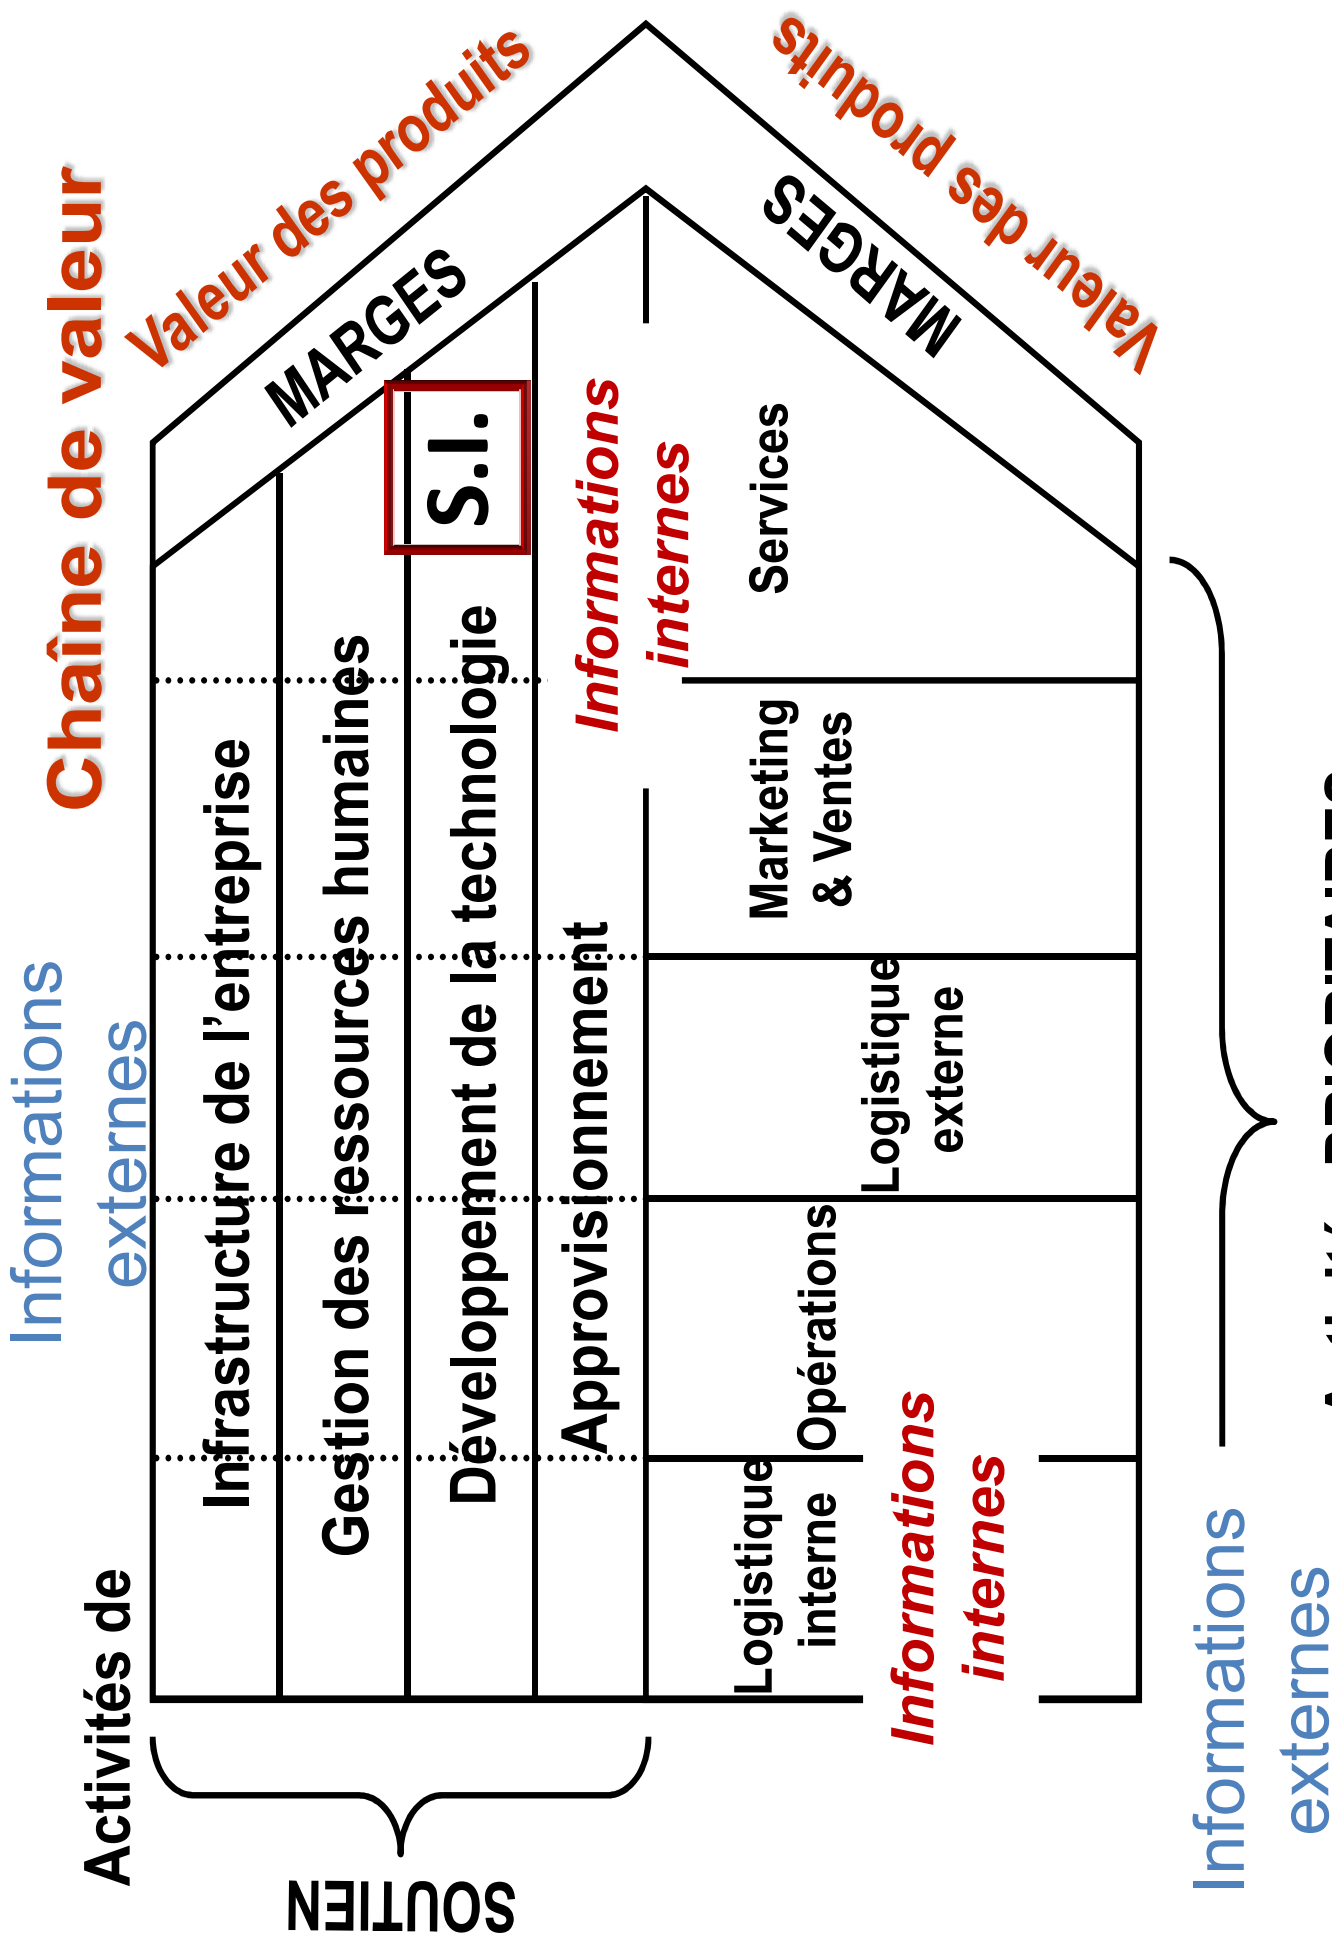 Chaîne de valeur
Informations
externes
Valeur des produits
Activités de
SOUTIEN
Infrastructure de l’entreprise
Gestion des ressources humaines
Développement de la technologie
Approvisionnement
MARGES
S.I.
Informations
internes
Logistique
interne
Opérations
Logistique
externe
Marketing
& Ventes
Services
Informations
internes
MARGES
Valeur des produits
Informations
externes